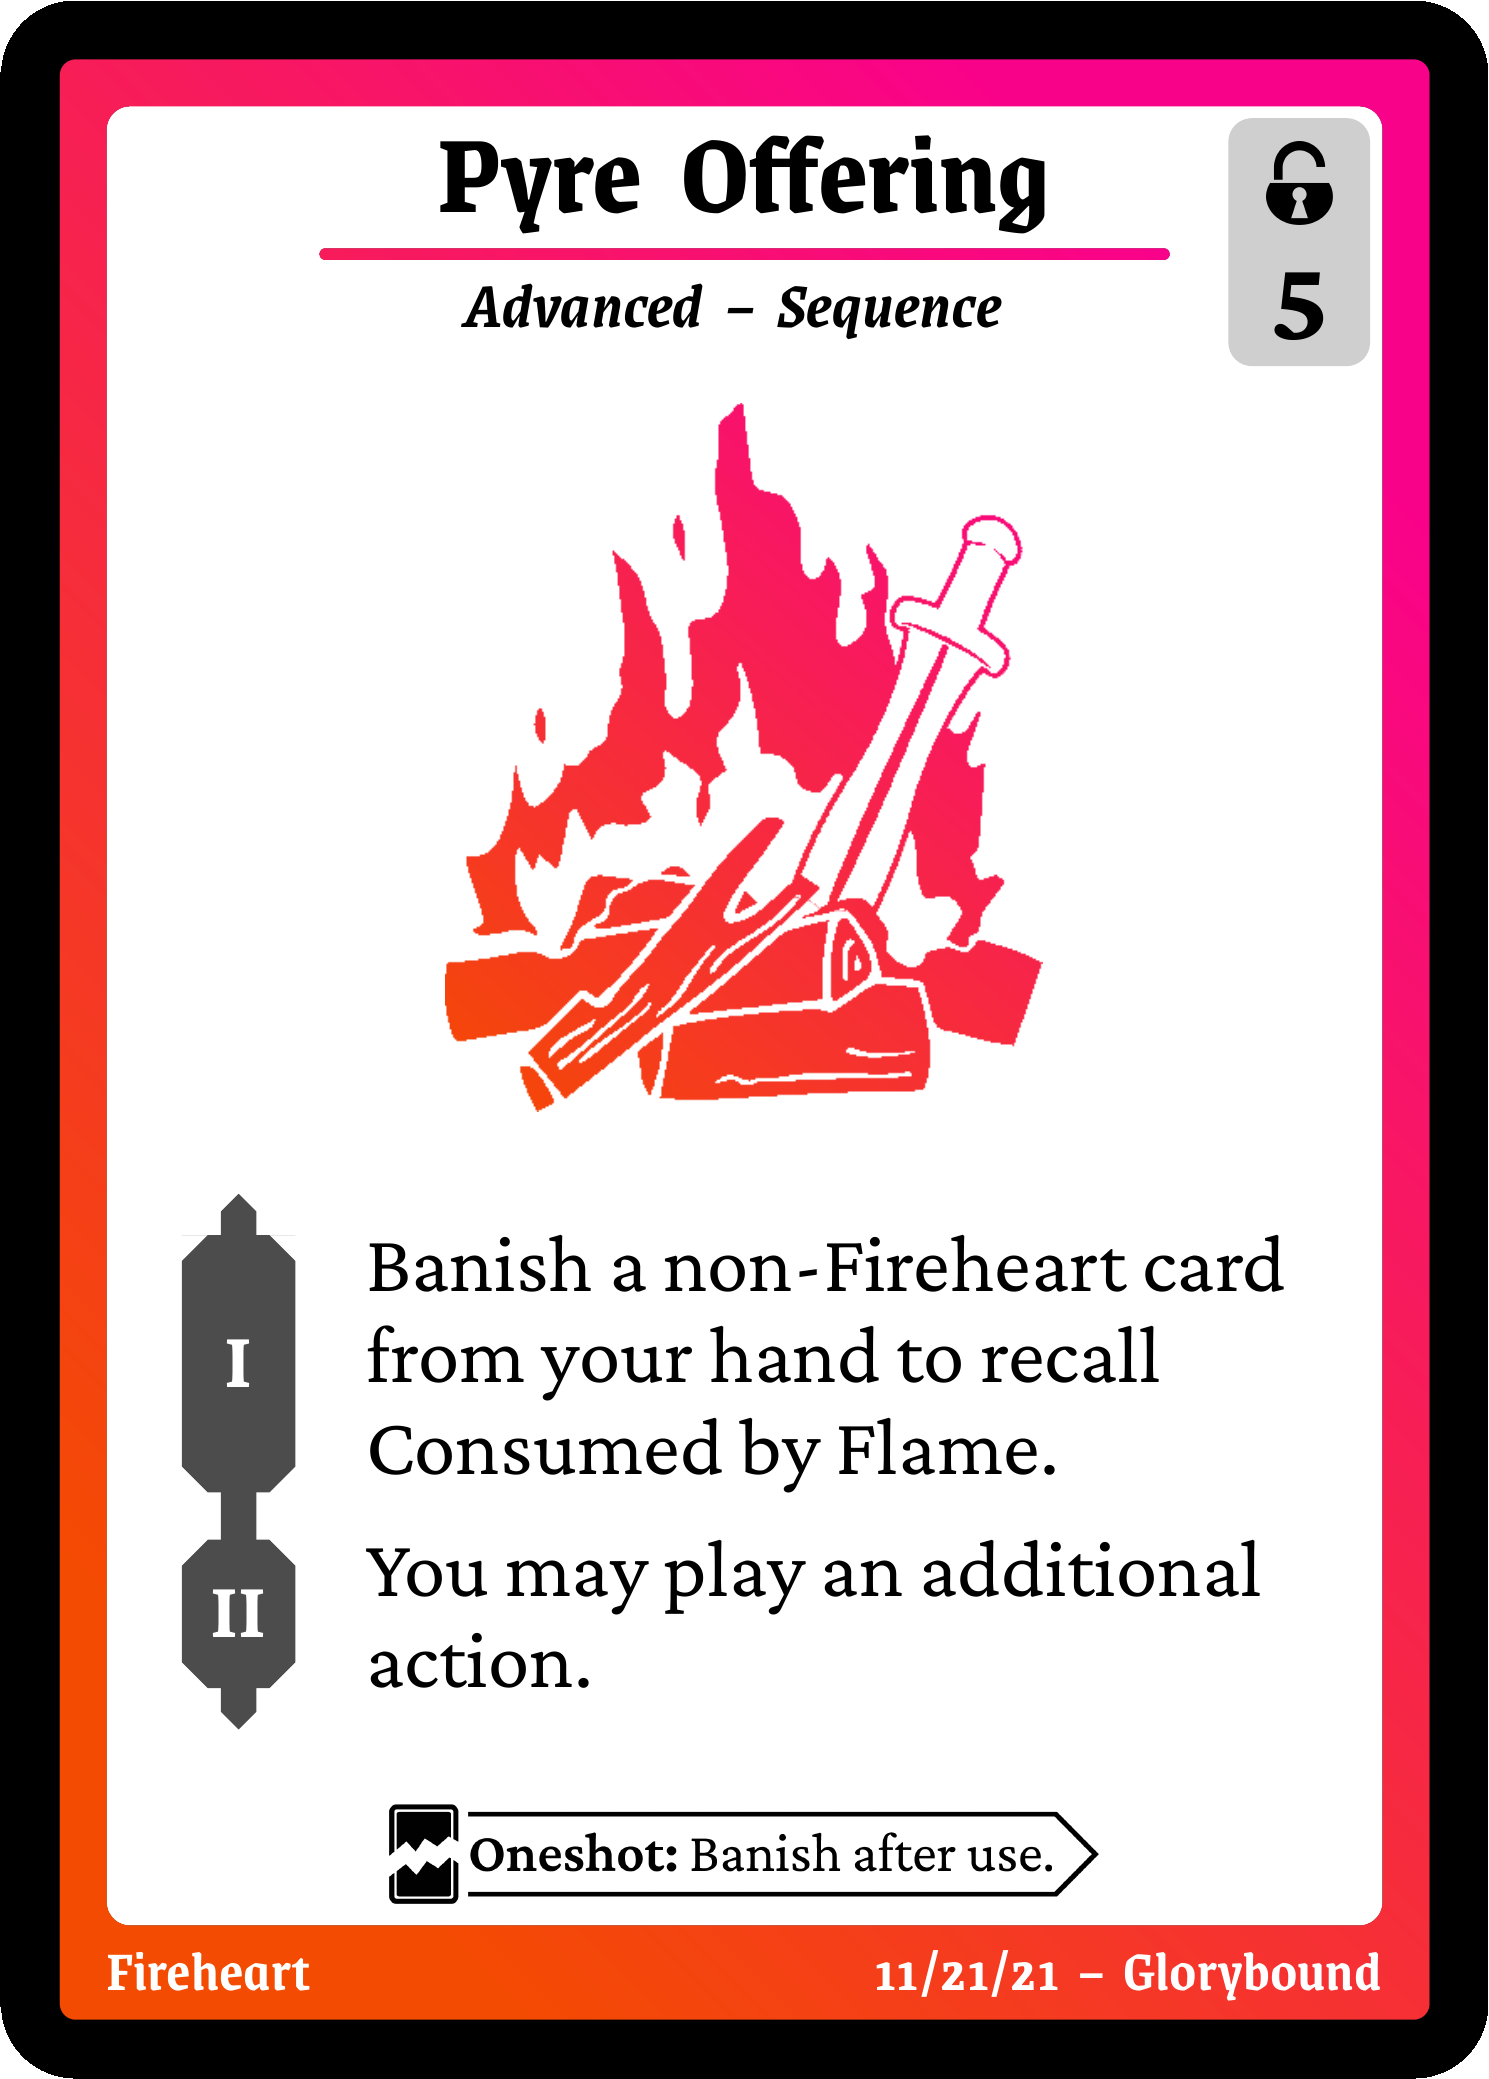 Pyre Offering
Advanced – Sequence
5
I
Banish a non-Fireheart card
from your hand to recall
Consumed by Flame.
II
You may play an additional
action.
Oneshot: Banish after use.
Fireheart
11/21/21 – Glorybound